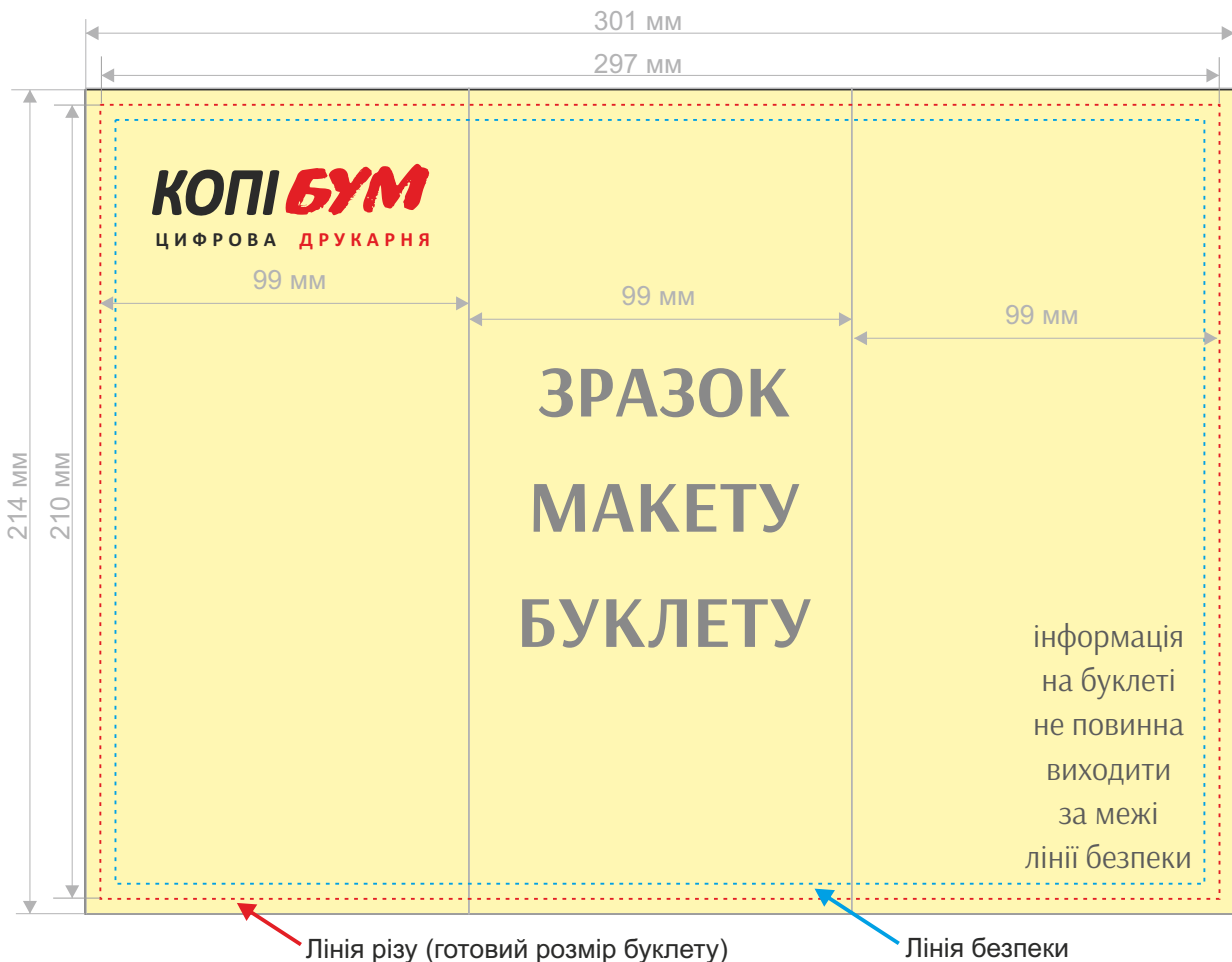 301 мм
297 мм
КОПІ БУМ
ЦИФРОВА ДРУКАРНЯ
99 мм
99 мм
99 мм
214 мм
210 мм
ЗРАЗОК
МАКЕТУ
БУКЛЕТУ
інформація
на буклеті
не повинна
виходити
за межі
лінії безпеки
Лінія різу (готовий розмір буклету)
Лінія безпеки